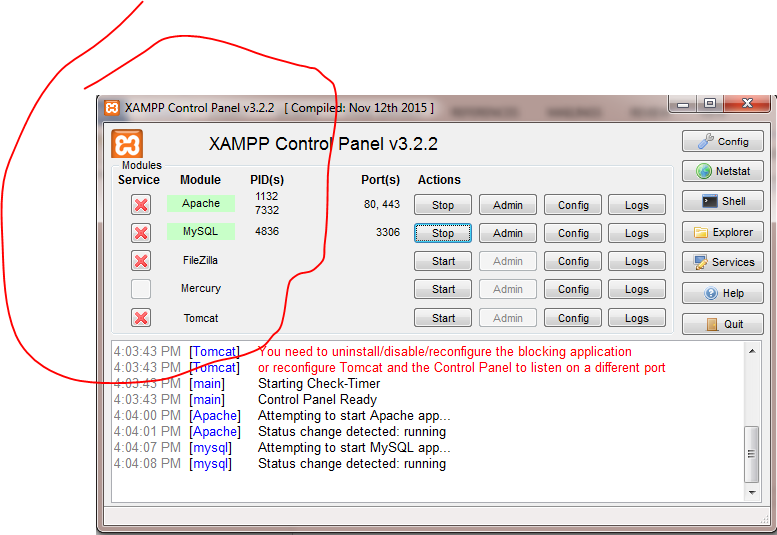 XAMPP Control Panel v3.2.2 [ Compiled: Nov 12th 2015 ]
XAMPP Control Panel v3.2.2
Config
Modules
Service Module PID(s) Port(s) Actions
Netstat
Apache 1132 7332 80, 443 Stop Admin Config Logs
Shell
MySQL 4836 3306 Stop Admin Config Logs
Explorer
FileZilla Start Admin Config Logs
Services
Mercury Start Admin Config Logs
Help
Tomcat Start Admin Config Logs
Quit
4:03:43 PM [Tomcat] You need to uninstall/disable/reconfigure the blocking application
4:03:43 PM [Tomcat] or reconfigure Tomcat and the Control Panel to listen on a different port
4:03:43 PM [main] Starting Check-Timer
4:03:43 PM [main] Control Panel Ready
4:04:00 PM [Apache] Attempting to start Apache app...
4:04:01 PM [Apache] Status change detected: running
4:04:07 PM [mysql] Attempting to start MySQL app...
4:04:08 PM [mysql] Status change detected: running